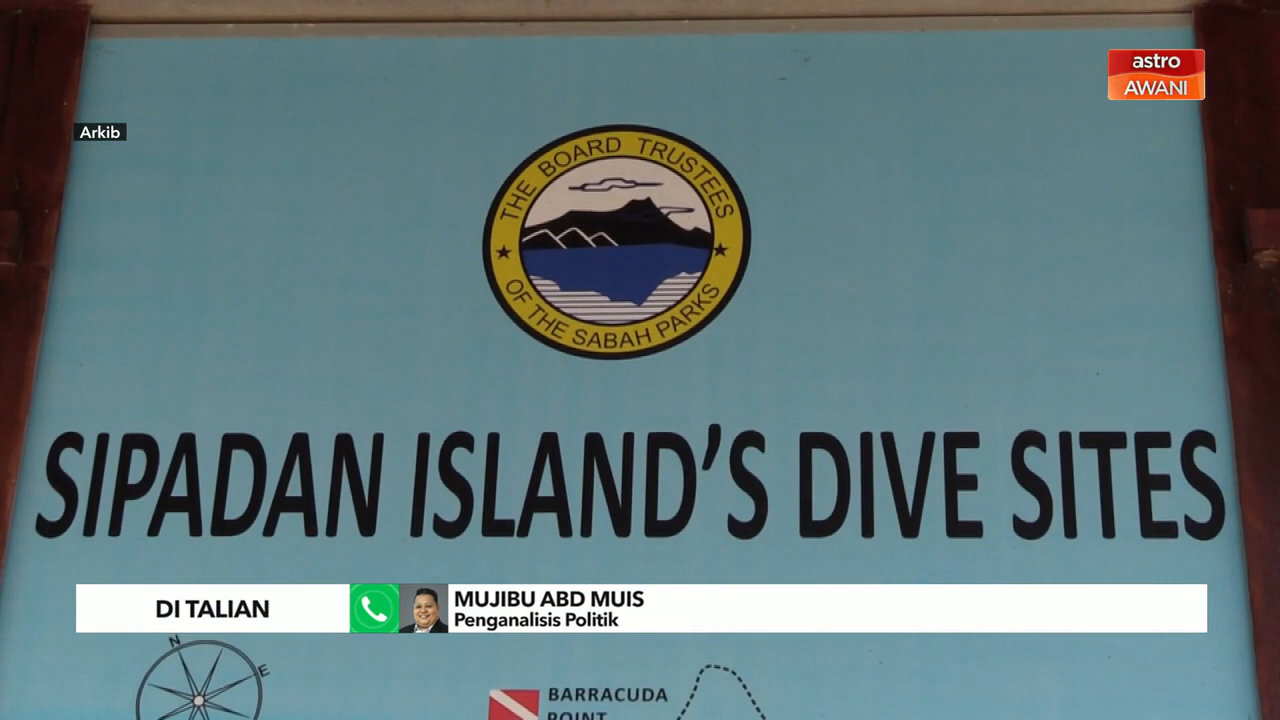 astro
AWANI
Arkib
THE BOARD TRUSTEES
OF THE SABAH PARKS
SIPADAN ISLAND'S DIVE SITES
DI TALIAN
MUJIBU ABD MUIS
Penganalisis Politik
N
E
BARRACUDA
POINT